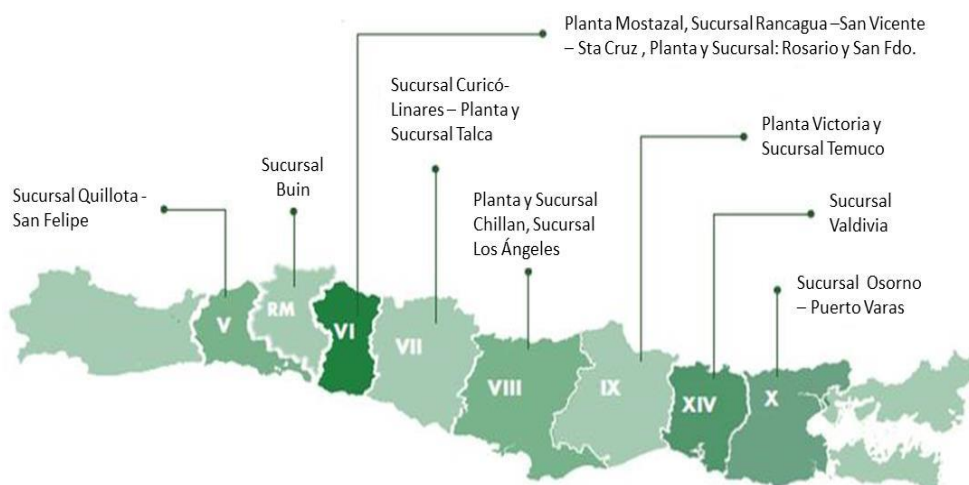 Planta Mostazal, Sucursal Rancagua –San Vicente
– Sta Cruz , Planta y Sucursal: Rosario y San Fdo.
Sucursal Curicó-
Linares – Planta y
Sucursal Talca
Planta Victoria y
Sucursal Temuco
Sucursal
Buin
Sucursal Quillota -
San Felipe
Planta y Sucursal
Chillan, Sucursal
Los Ángeles
Sucursal
Valdivia
Sucursal Osorno
– Puerto Varas
V
RM
VI
VII
VIII
IX
XIV
X